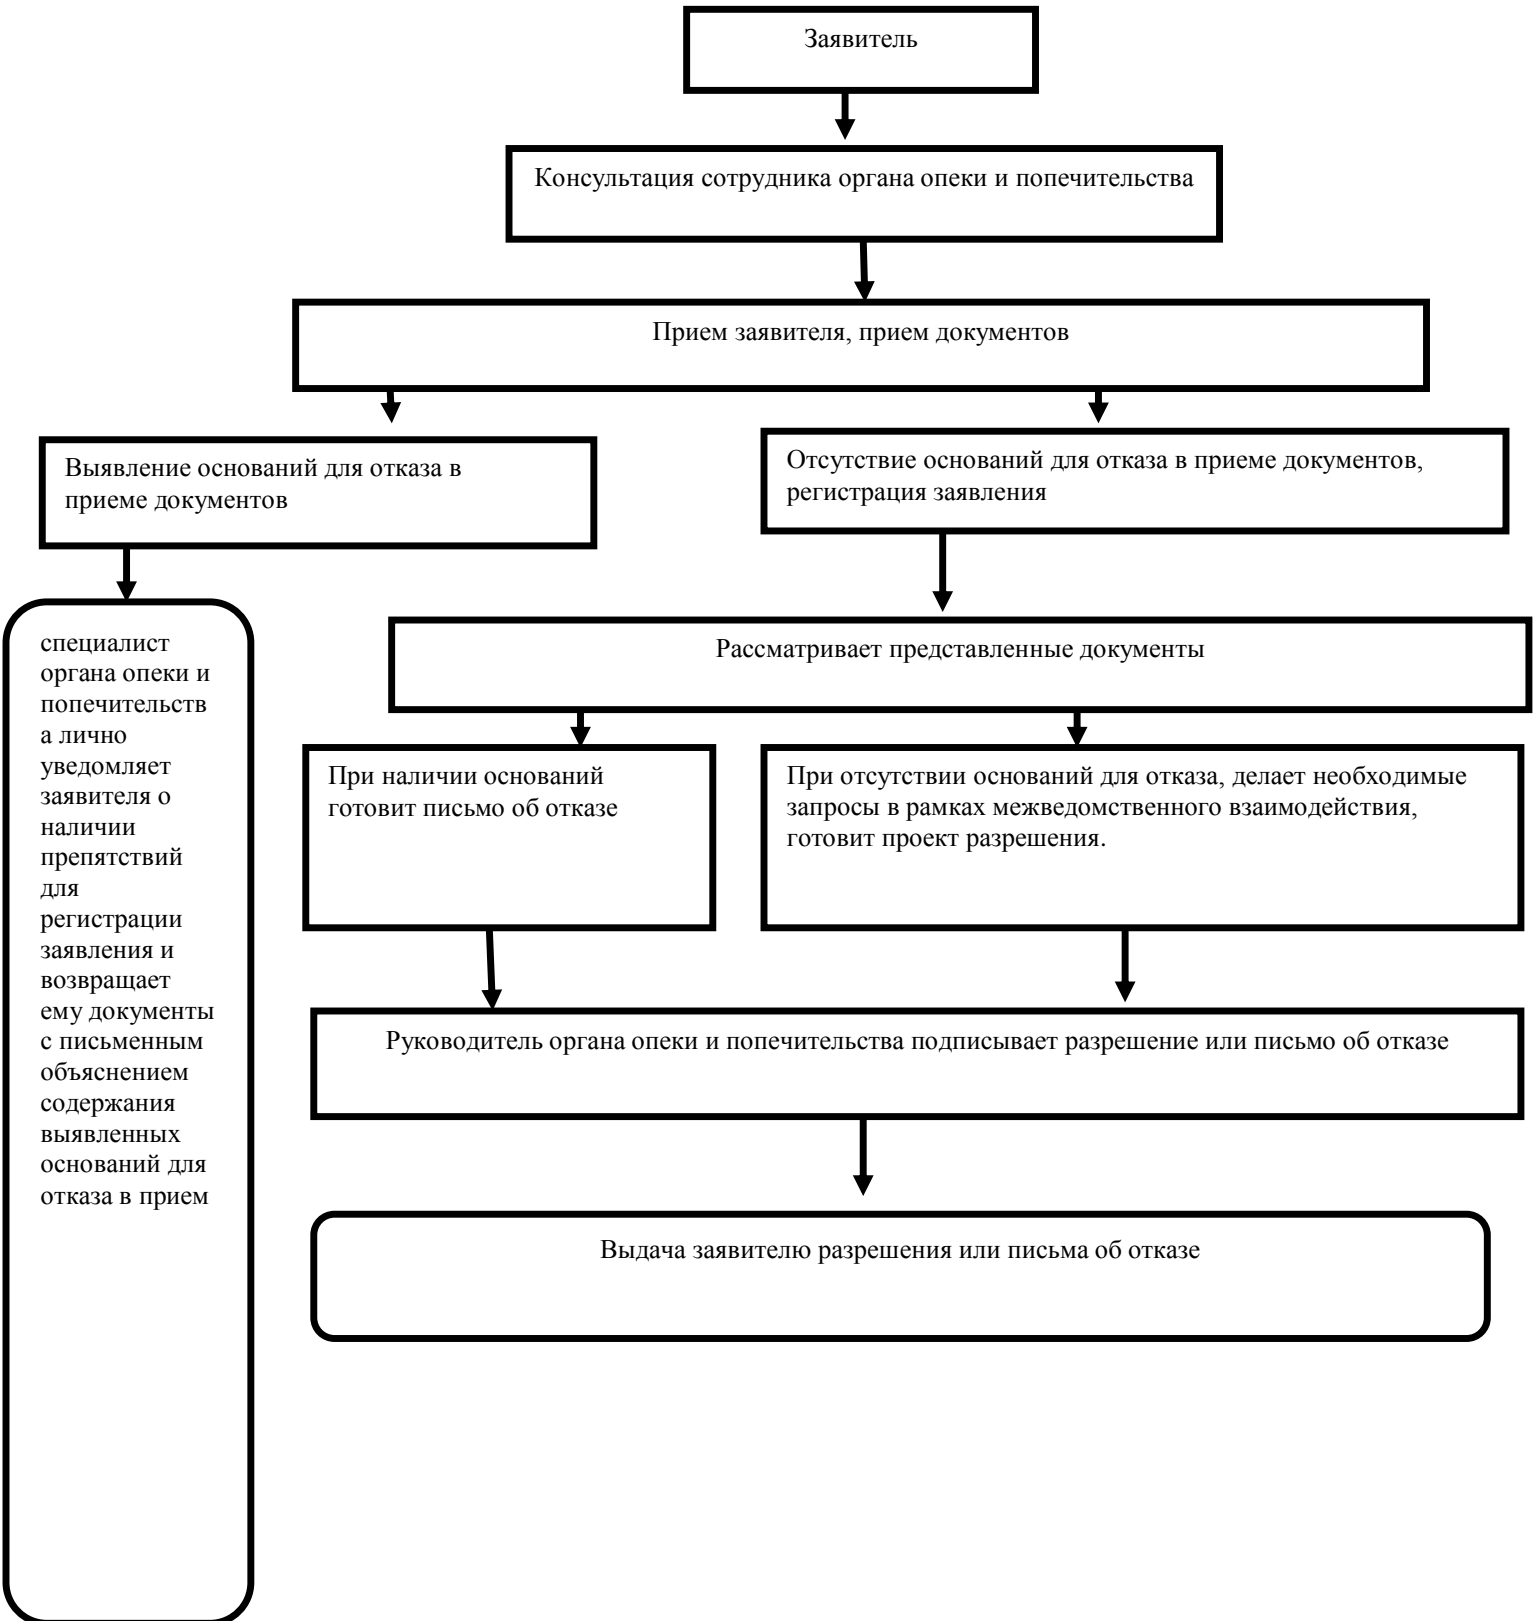 Заявитель
Консультация сотрудника органа опеки и попечительства
Прием заявителя, прием документов
Выявление оснований для отказа в
приеме документов
Отсутствие оснований для отказа в приеме документов,
регистрация заявления
специалист
органа опеки и
попечительств
а лично
уведомляет
заявителя о
наличии
препятствий
для
регистрации
заявления и
возвращает
ему документы
с письменным
объяснением
содержания
выявленных
оснований для
отказа в прием
Рассматривает представленные документы
При наличии оснований
готовит письмо об отказе
При отсутствии оснований для отказа, делает необходимые
запросы в рамках межведомственного взаимодействия,
готовит проект разрешения.
Руководитель органа опеки и попечительства подписывает разрешение или письмо об отказе
Выдача заявителю разрешения или письма об отказе